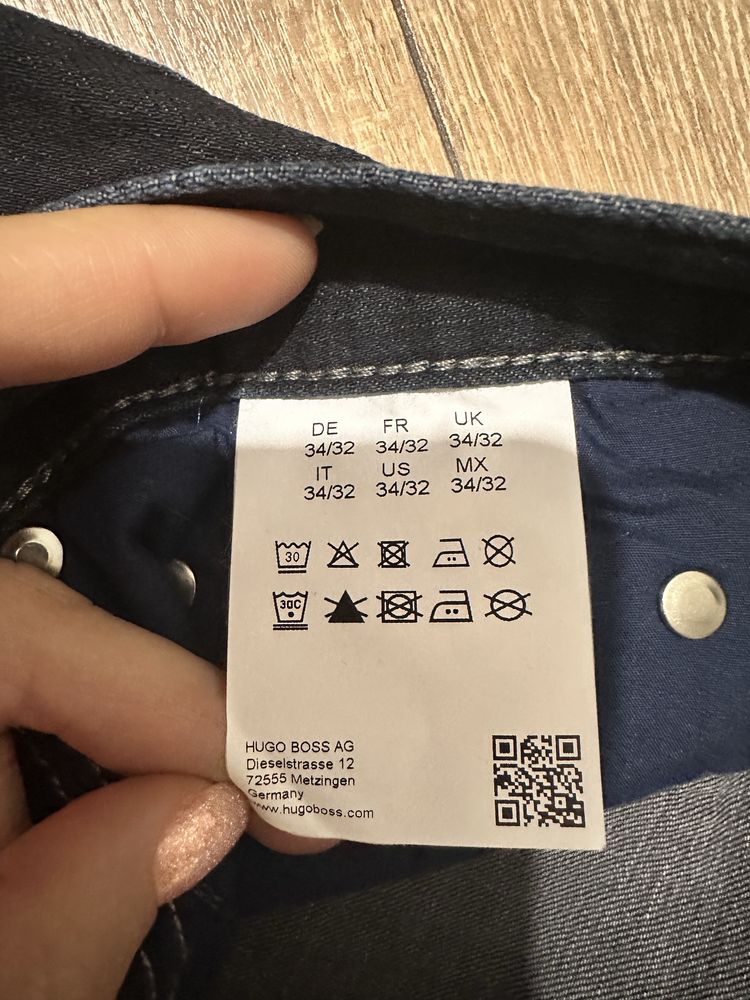 DE FR UK
34/32 34/32 34/32
IT US MX
34/32 34/32 34/32
30
30C
HUGO BOSS AG
Dieselstrasse 12
72555 Metzingen
Germany
www.hugoboss.com